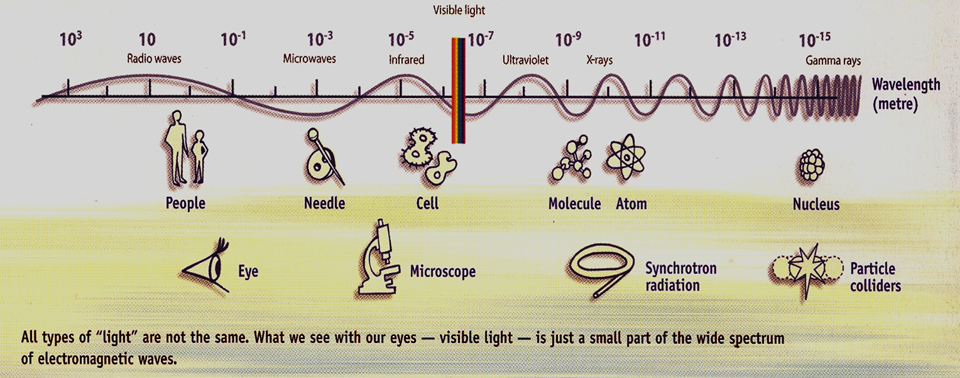 Visible light
10³ 10 10⁻¹ 10⁻³ 10⁻⁵ 10⁻⁷ 10⁻⁹ 10⁻¹¹ 10⁻¹³ 10⁻¹⁵
Radio waves Microwaves Infrared Ultraviolet X-rays Gamma rays
Wavelength
(metre)
People Needle Cell Molecule Atom Nucleus
Eye Microscope Synchrotron
radiation Particle
colliders
All types of “light” are not the same. What we see with our eyes — visible light — is just a small part of the wide spectrum
of electromagnetic waves.